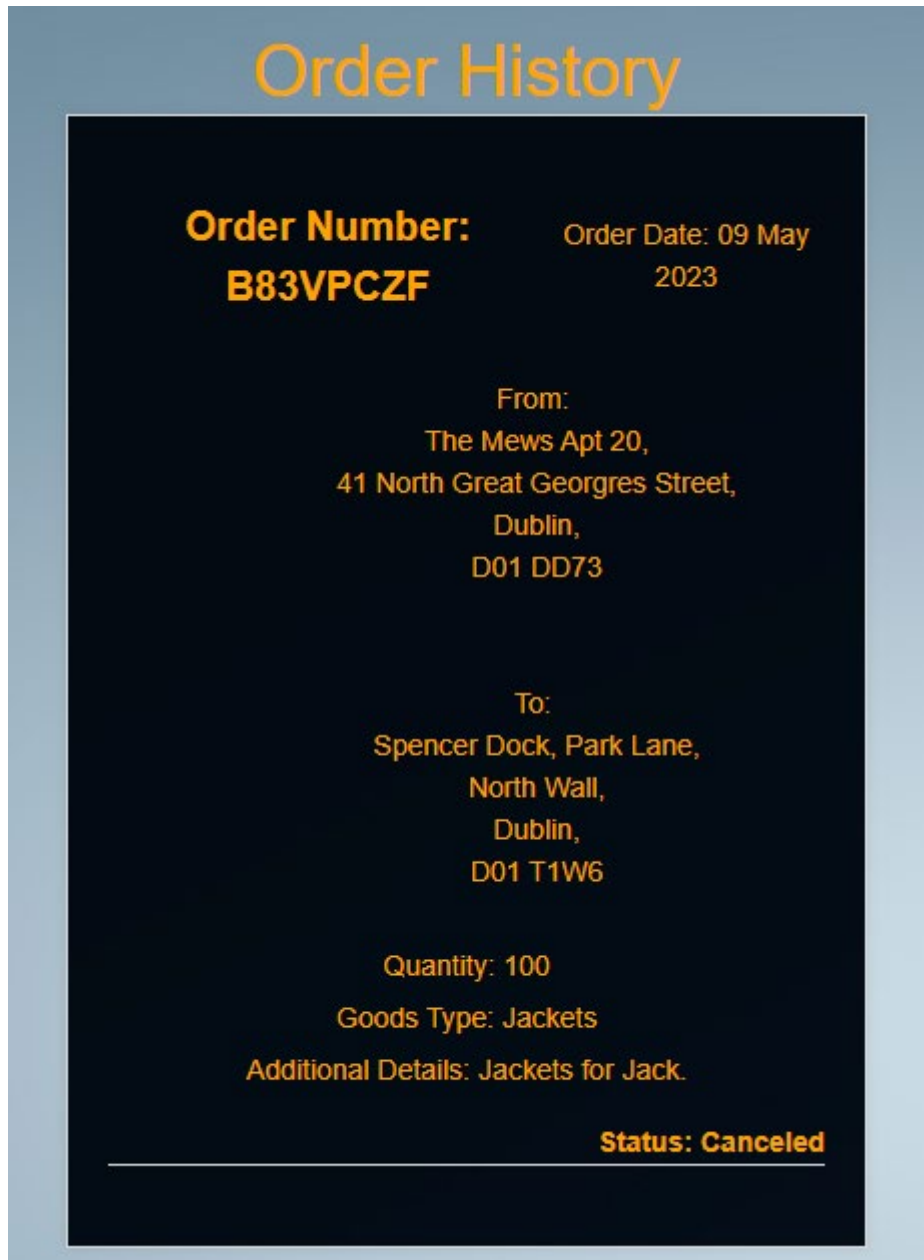 Order History
Order Number:
B83VPCZF
Order Date: 09 May
2023
From:
The Mews Apt 20,
41 North Great Georgres Street,
Dublin,
D01 DD73
To:
Spencer Dock, Park Lane,
North Wall,
Dublin,
D01 T1W6
Quantity: 100
Goods Type: Jackets
Additional Details: Jackets for Jack.
Status: Canceled